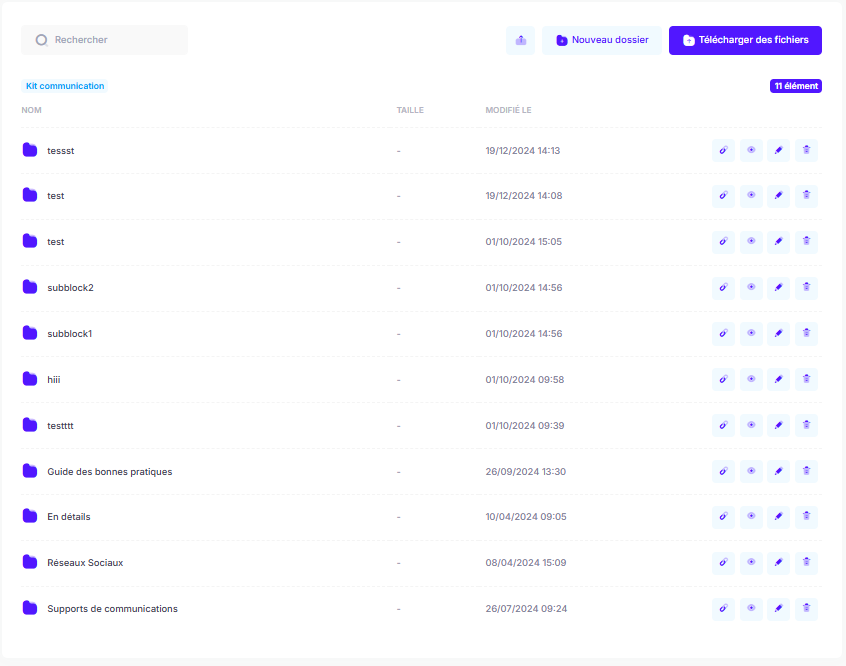 Rechercher
Nouveau dossier
Télécharger des fichiers
Kit communication
11 élément
NOM TAILLE MODIFIÉ LE
tessst - 19/12/2024 14:13
test - 19/12/2024 14:08
test - 01/10/2024 15:05
subblock2 - 01/10/2024 14:56
subblock1 - 01/10/2024 14:56
hiii - 01/10/2024 09:58
testttt - 01/10/2024 09:39
Guide des bonnes pratiques - 26/09/2024 13:30
En détails - 10/04/2024 09:05
Réseaux Sociaux - 08/04/2024 15:09
Supports de communications - 26/07/2024 09:24